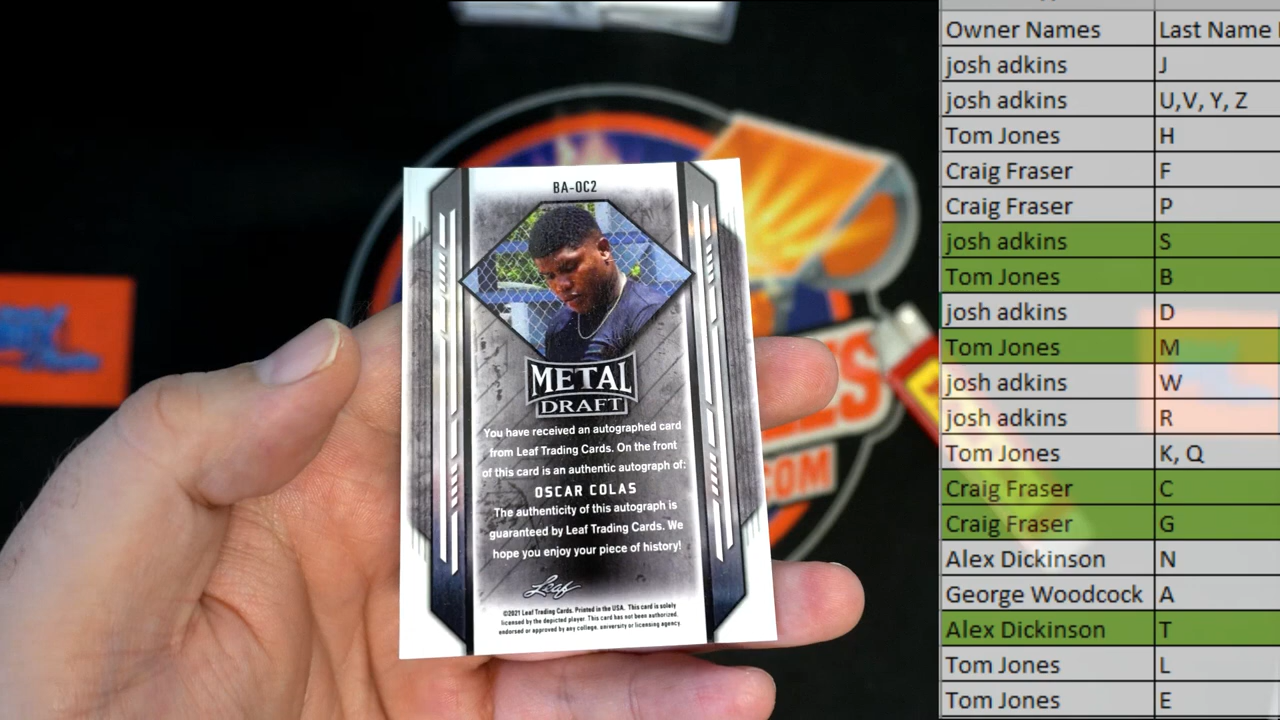 BA-OC2
METAL
DRAFT
You have received an autographed card
from Leaf Trading Cards. On the front
of this card is an authentic autograph of:
OSCAR COLAS
The authenticity of this autograph is
guaranteed by Leaf Trading Cards. We
hope you enjoy your piece of history!
Leaf
©2021 Leaf Trading Cards. Printed in the USA. This card is solely
licensed by the depicted player. This card has not been authorized,
endorsed or approved by any college, university or licensing agency.
.COM
Owner Names Last Name
josh adkins J
josh adkins U,V, Y, Z
Tom Jones H
Craig Fraser F
Craig Fraser P
josh adkins S
Tom Jones B
josh adkins D
Tom Jones M
josh adkins W
josh adkins R
Tom Jones K, Q
Craig Fraser C
Craig Fraser G
Alex Dickinson N
George Woodcock A
Alex Dickinson T
Tom Jones L
Tom Jones E